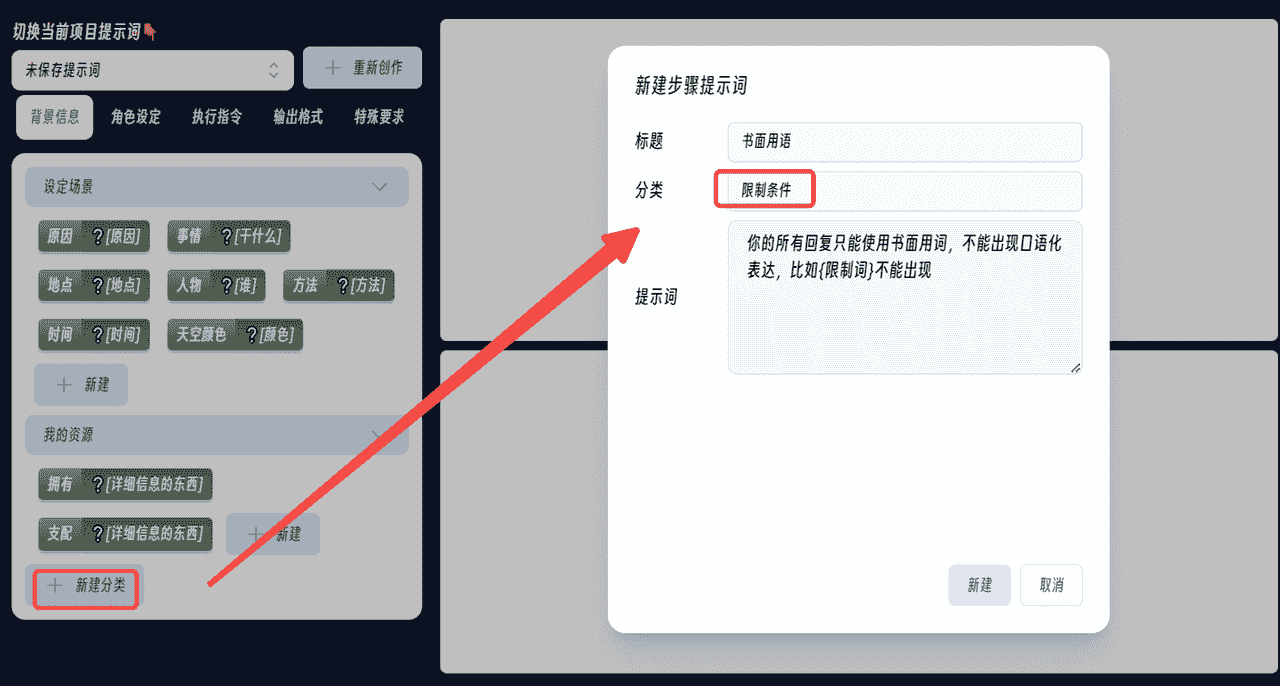 切换当前项目提示词
未保存提示词
重新创作
背景信息 角色设定 执行指令 输出格式 特殊要求
设定场景
原因 ?[原因] 事情 ?[干什么]
地点 ?[地点] 人物 ?[谁] 方法 ?[方法]
时间 ?[时间] 天空颜色 ?[颜色]
新建
我的资源
拥有 ?[详细信息的东西]
支配 ?[详细信息的东西] 新建
新建分类
新建步骤提示词
标题 书面用语
分类 限制条件
提示词
你的所有回复只能使用书面用词，不能出现口语化
表达，比如{限制词}不能出现
新建 取消